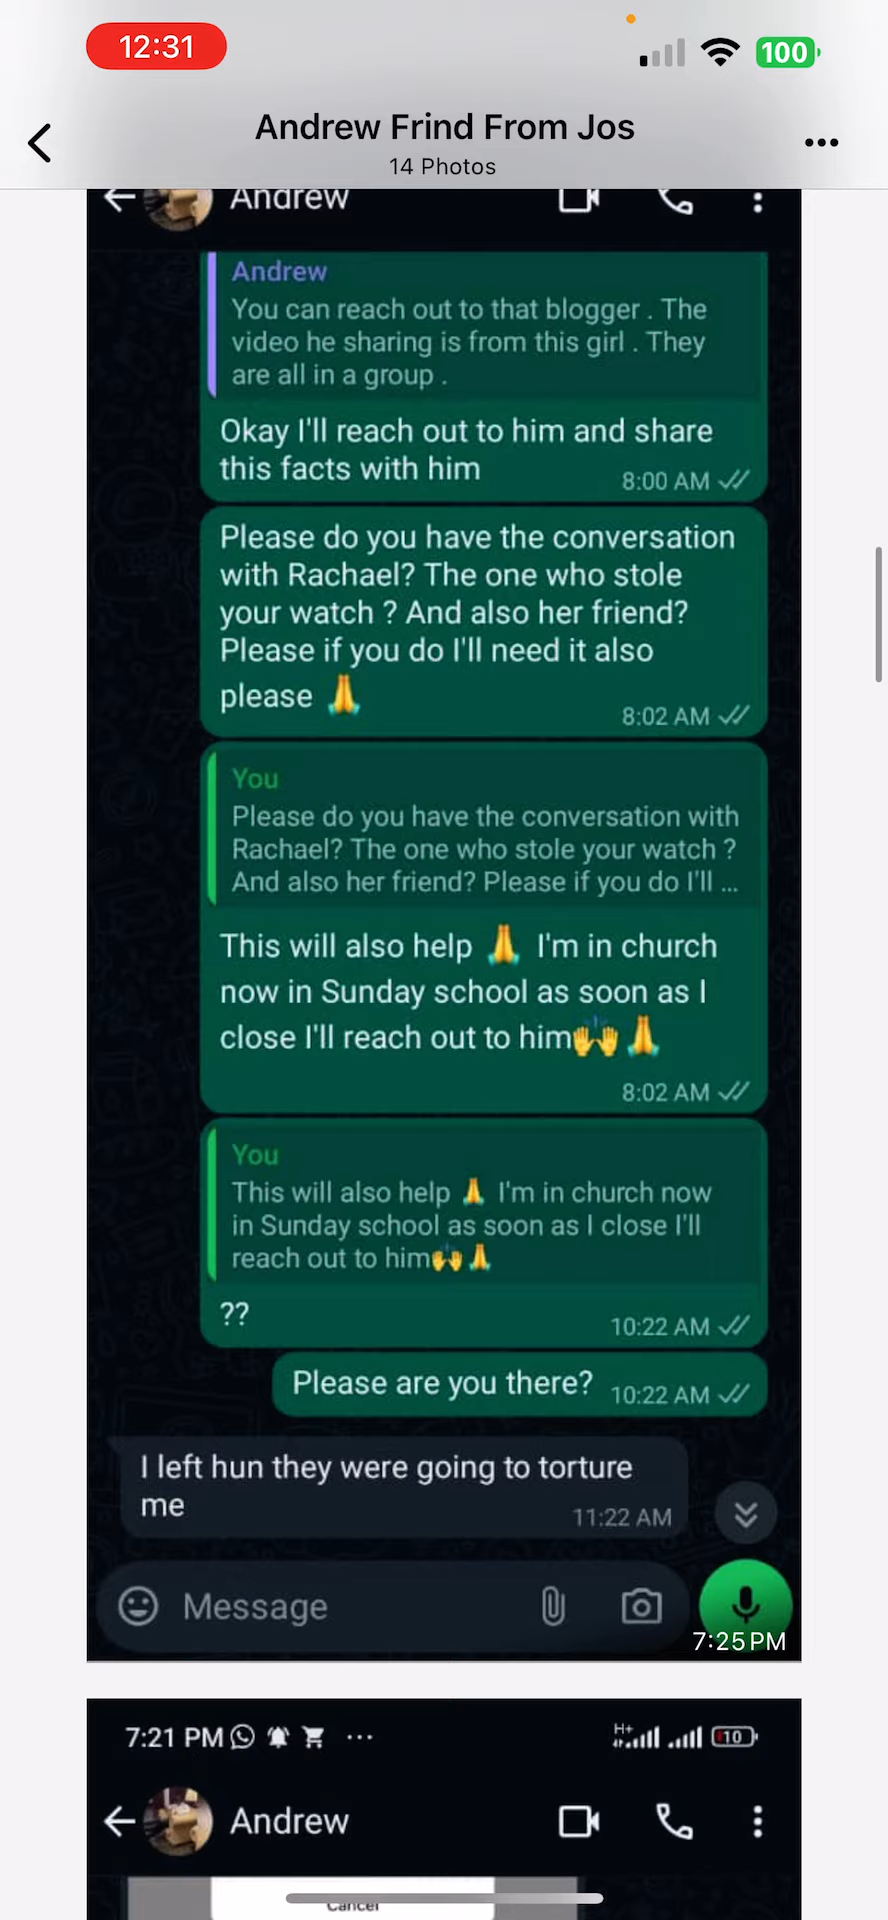 12:31
100
Andrew Frind From Jos
14 Photos
Andrew
Andrew
You can reach out to that blogger . The
video he sharing is from this girl . They
are all in a group .
Okay I'll reach out to him and share
this facts with him
8:00 AM
Please do you have the conversation
with Rachael? The one who stole
your watch ? And also her friend?
Please if you do I'll need it also
please 🙏
8:02 AM
You
Please do you have the conversation with
Rachael? The one who stole your watch ?
And also her friend? Please if you do I'll ...
This will also help 🙏 I'm in church
now in Sunday school as soon as I
close I'll reach out to him🙌🙏
8:02 AM
You
This will also help 🙏 I'm in church now
in Sunday school as soon as I close I'll
reach out to him🙌🙏
??
10:22 AM
Please are you there?
10:22 AM
I left hun they were going to torture
me
11:22 AM
Message
7:25 PM
7:21 PM
H+
10
Andrew
Cancel